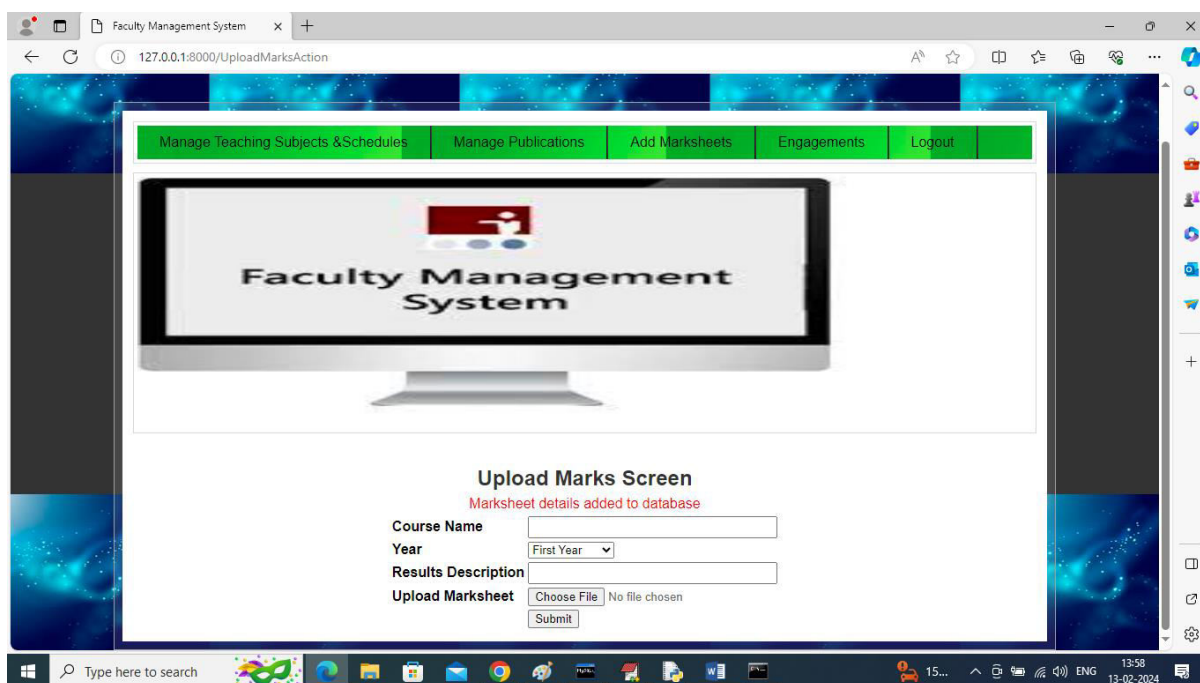 Faculty Management System
127.0.0.1:8000/UploadMarksAction
Manage Teaching Subjects &Schedules Manage Publications Add Marksheets Engagements Logout
Faculty Management
System
Upload Marks Screen
Marksheet details added to database
Course Name
Year First Year
Results Description
Upload Marksheet Choose File No file chosen
Submit
Type here to search 15... ENG 13:58
13-02-2024